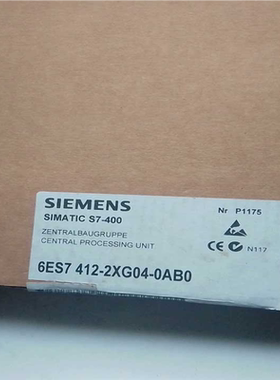 SIEMENS
Nr P1175
SIMATIC S7-400
ZENTRALBAUGRUPPE
CENTRAL PROCESSING UNIT
N117
6ES7 412-2XG04-0AB0